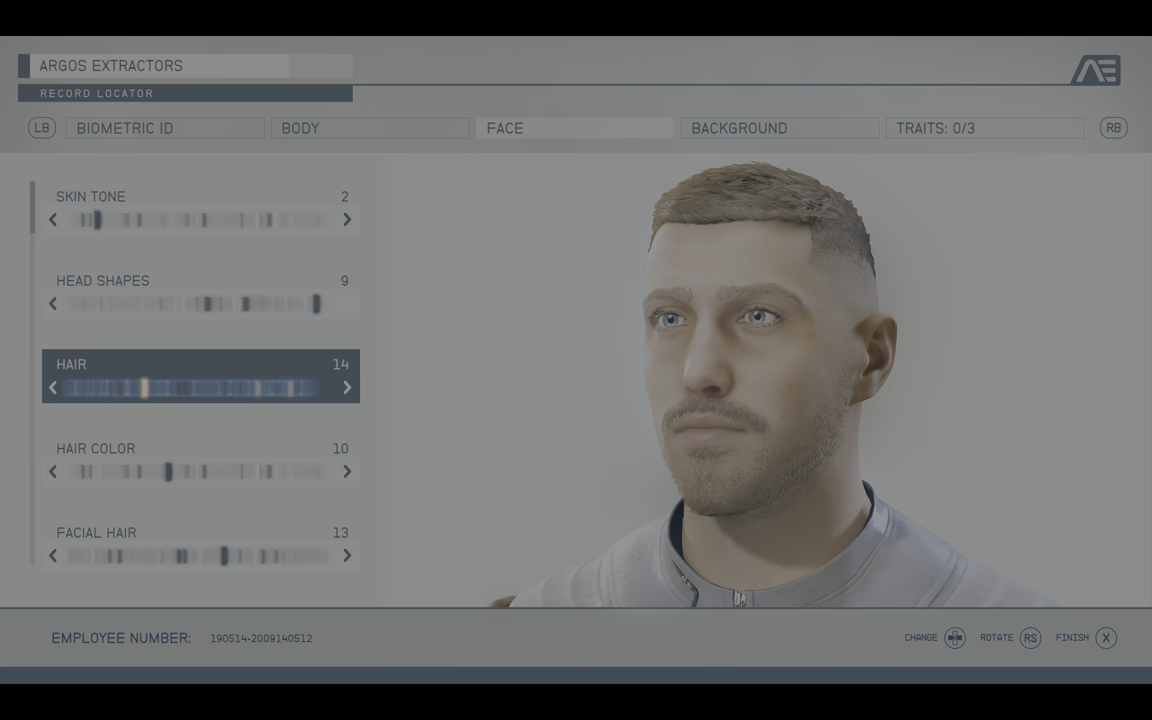 ARGOS EXTRACTORS
RECORD LOCATOR
AE
LB BIOMETRIC ID BODY FACE BACKGROUND TRAITS: 0/3 RB
SKIN TONE 2
HEAD SHAPES 9
HAIR 14
HAIR COLOR 10
FACIAL HAIR 13
EMPLOYEE NUMBER: 190514-2009140512 CHANGE ROTATE RS FINISH X